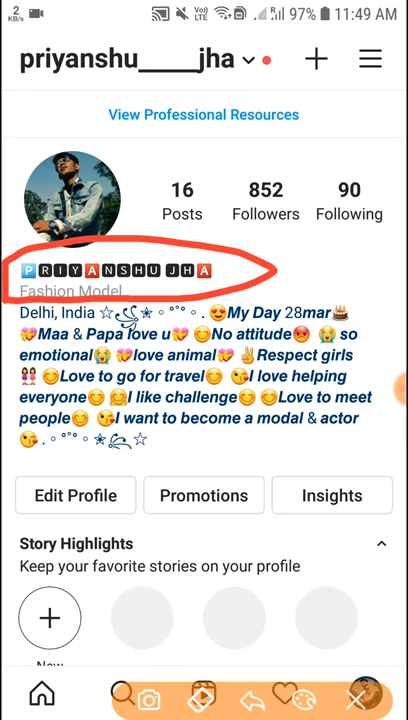 2 KB/s Vo) LTE 97% 11:49 AM
priyanshu____jha
View Professional Resources
16 852 90
Posts Followers Following
🅿️🆁🅸🆈🅰️🅽🆂🅷🆄 🅹🅷🅰️
Fashion Model
Delhi, India ☆ঔৣ✬◦°˚°◦. 😍My Day 28mar🎂
💝Maa & Papa love u💝 😊No attitude😡 😭 so
emotional😭 💝love animal💝 ✌Respect girls
👭 😊Love to go for travel😊 😘I love helping
everyone😊 🤗I like challenge😊 😊Love to meet
people😊 😘I want to become a modal & actor
😘.◦°˚°◦✬ঔৣ☆
Edit Profile Promotions Insights
Story Highlights
Keep your favorite stories on your profile
New